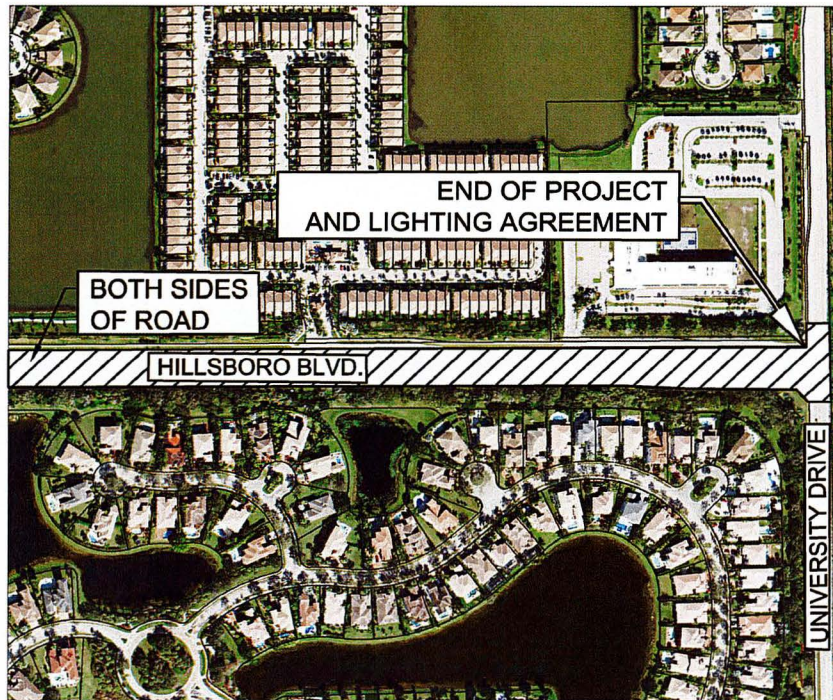 END OF PROJECT
AND LIGHTING AGREEMENT
BOTH SIDES
OF ROAD
HILLSBORO BLVD.
UNIVERSITY DRIVE